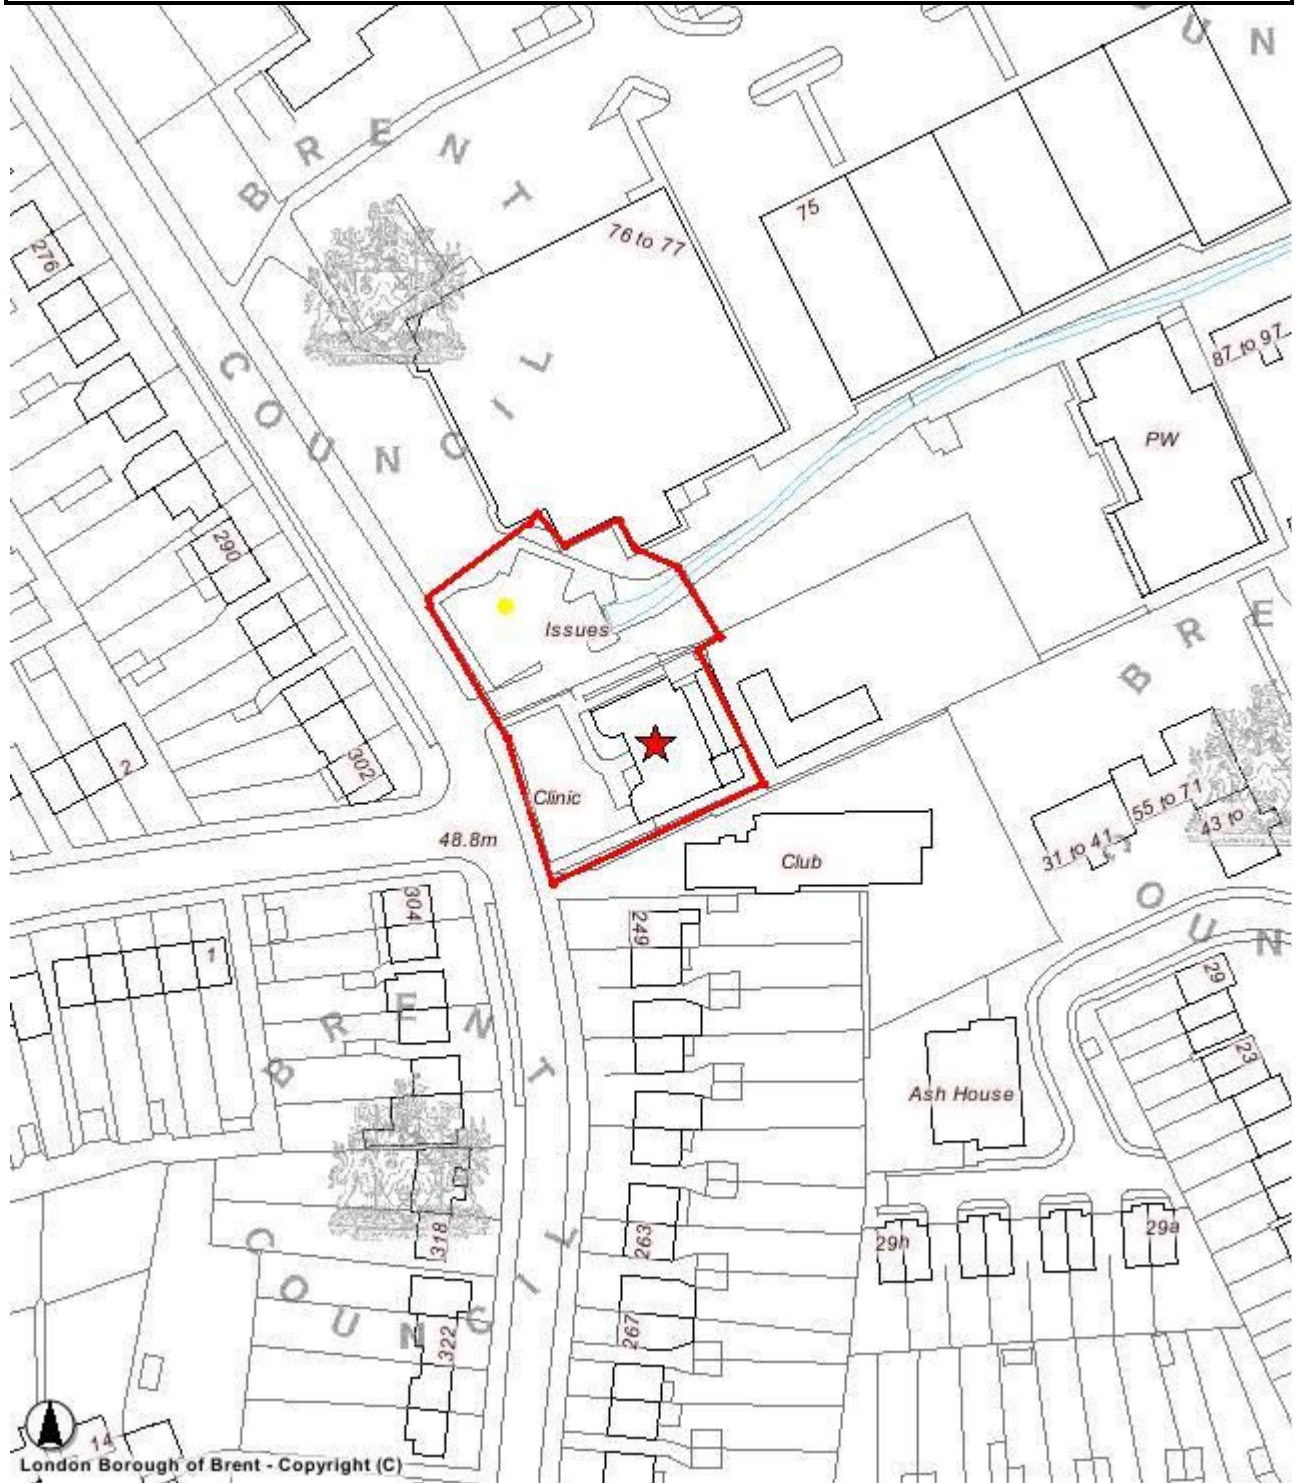 BRENT
COUNCIL
UN
276
76 to 77
75
87 to 97
PW
290
Issues
BRE
2
302
Clinic
48.8m
Club
31 to 41
55 to 71
43 to
OUN
304
249
1
29
23
BRENT
COUNCIL
Ash House
318
263
29h
29a
322
267
14
London Borough of Brent - Copyright (C)